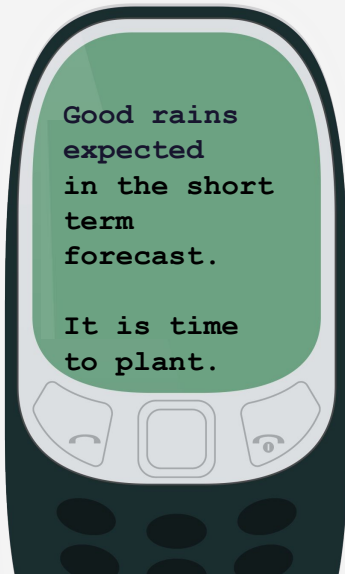 Good rains
expected
in the short
term
forecast.
It is time
to plant.